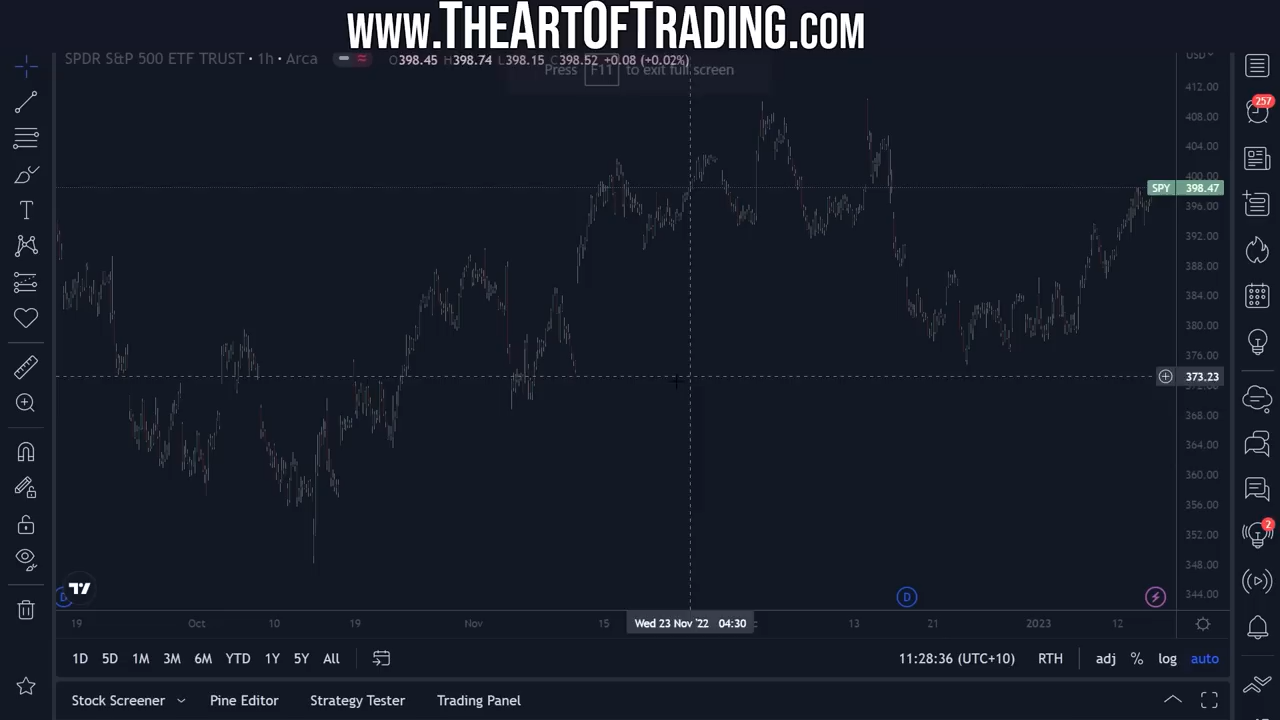 www.TheArtOfTrading.com
SPDR S&P 500 ETF TRUST · 1h · Arca
O398.45 H398.74 L398.15 C398.52 +0.08 (+0.02%)
USD
Press F11 to exit full screen
412.00
408.00
404.00
400.00
SPY 398.47
396.00
392.00
388.00
384.00
380.00
376.00
373.23
372.00
368.00
364.00
360.00
356.00
352.00
348.00
344.00
257
2
D
D
19 Oct 10 19 Nov 15 Wed 23 Nov '22 04:30 13 21 2023 12
1D 5D 1M 3M 6M YTD 1Y 5Y All
11:28:36 (UTC+10) RTH adj % log auto
Stock Screener Pine Editor Strategy Tester Trading Panel